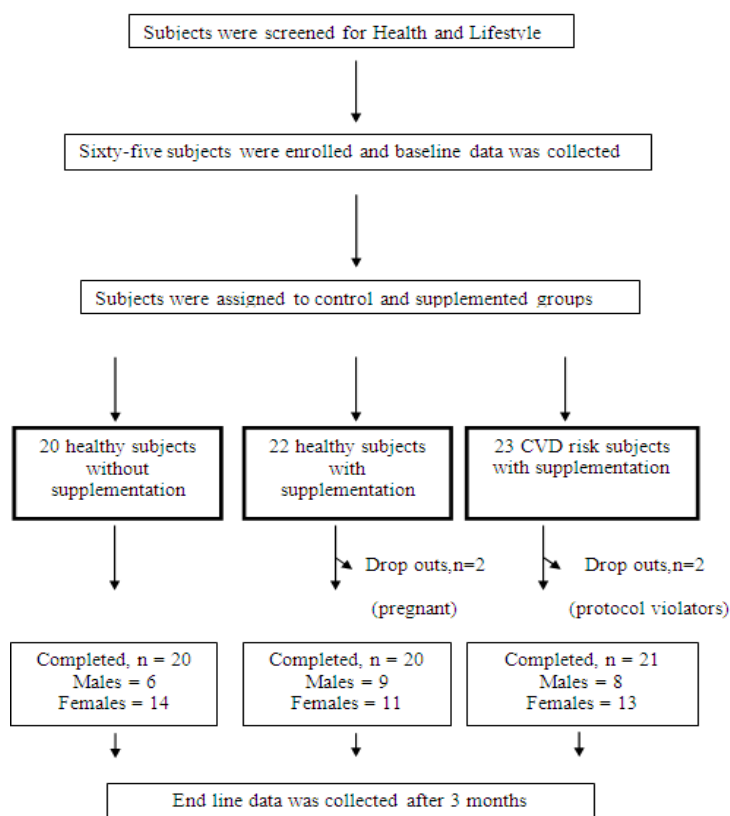 Subjects were screened for Health and Lifestyle
Sixty-five subjects were enrolled and baseline data was collected
Subjects were assigned to control and supplemented groups
20 healthy subjects
without
supplementation
22 healthy subjects
with
supplementation
23 CVD risk subjects
with supplementation
Drop outs,n=2
(pregnant)
Drop outs,n=2
(protocol violators)
Completed, n = 20
Males = 6
Females = 14
Completed, n = 20
Males = 9
Females = 11
Completed, n = 21
Males = 8
Females = 13
End line data was collected after 3 months